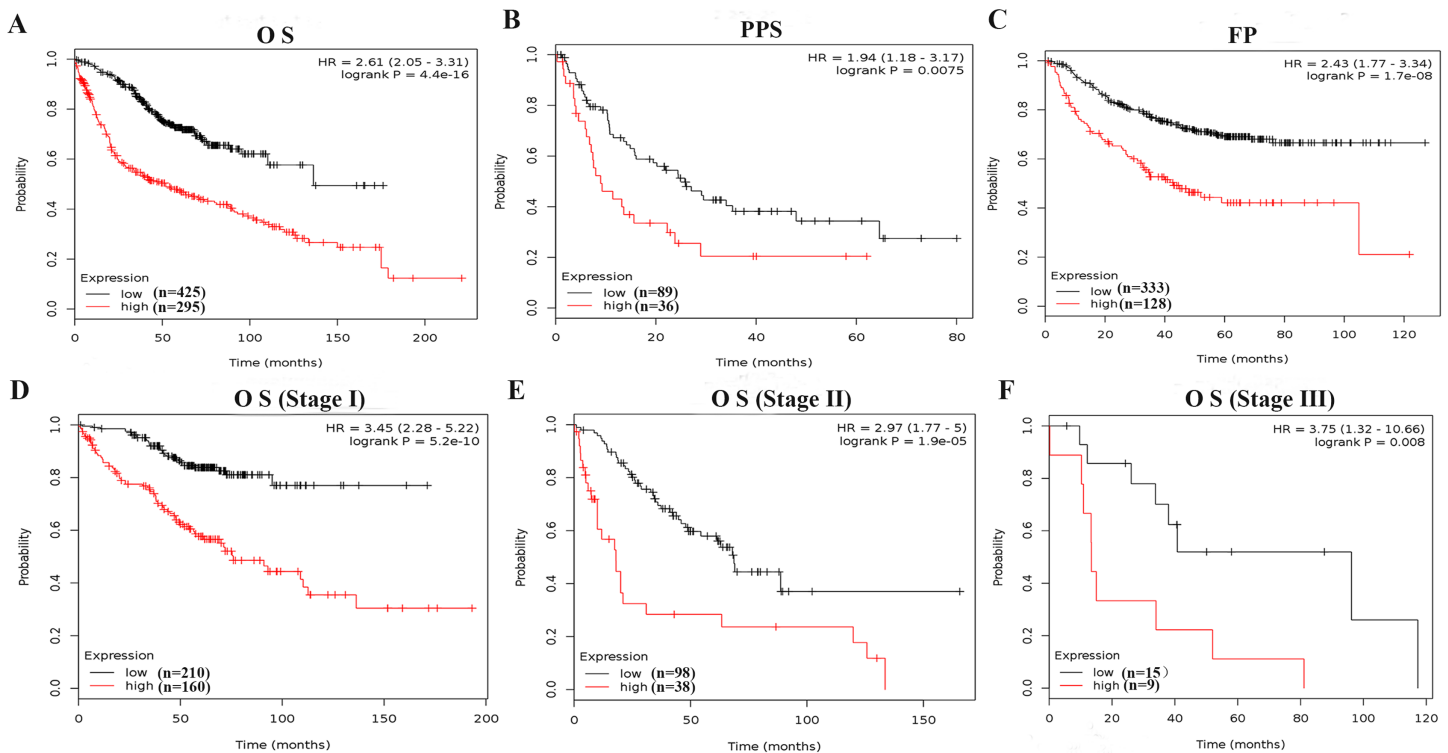 A
O S
HR = 2.61 (2.05 - 3.31)
logrank P = 4.4e-16
Probability
0.0 0.2 0.4 0.6 0.8 1.0
Expression
low (n=425)
high (n=295)
0 50 100 150 200
Time (months)
B
PPS
HR = 1.94 (1.18 - 3.17)
logrank P = 0.0075
Probability
0.0 0.2 0.4 0.6 0.8 1.0
Expression
low (n=89)
high (n=36)
0 20 40 60 80
Time (months)
C
FP
HR = 2.43 (1.77 - 3.34)
logrank P = 1.7e-08
Probability
0.0 0.2 0.4 0.6 0.8 1.0
Expression
low (n=333)
high (n=128)
0 20 40 60 80 100 120
Time (months)
D
O S (Stage I)
HR = 3.45 (2.28 - 5.22)
logrank P = 5.2e-10
Probability
0.0 0.2 0.4 0.6 0.8 1.0
Expression
low (n=210)
high (n=160)
0 50 100 150 200
Time (months)
E
O S (Stage II)
HR = 2.97 (1.77 - 5)
logrank P = 1.9e-05
Probability
0.0 0.2 0.4 0.6 0.8 1.0
Expression
low (n=98)
high (n=38)
0 50 100 150
Time (months)
F
O S (Stage III)
HR = 3.75 (1.32 - 10.66)
logrank P = 0.008
Probability
0.0 0.2 0.4 0.6 0.8 1.0
Expression
low (n=15）
high (n=9)
0 20 40 60 80 100 120
Time (months)